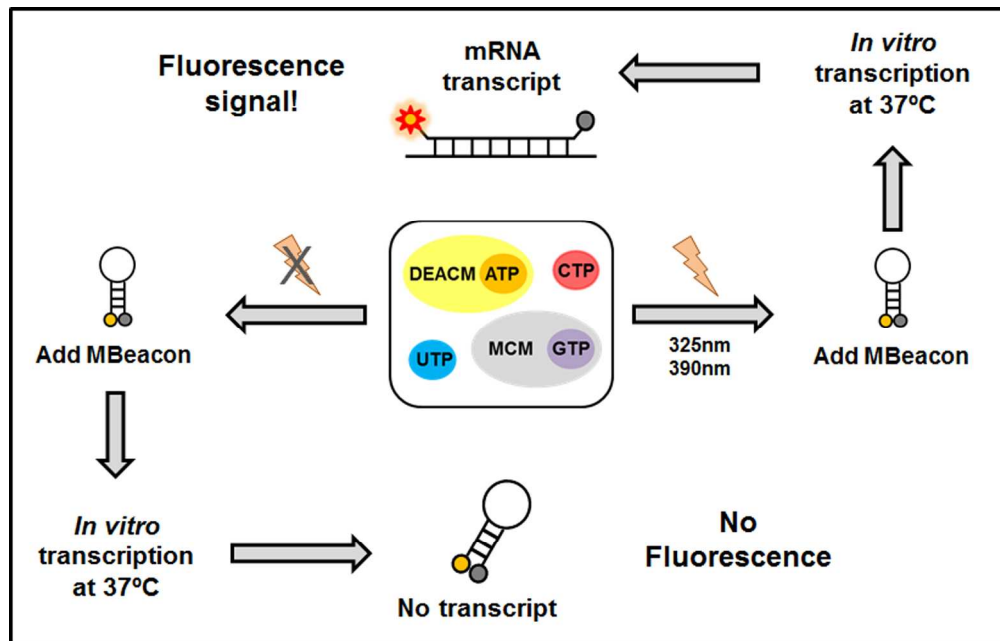 Fluorescence
signal!
mRNA
transcript
In vitro
transcription
at 37ºC
DEACM ATP
CTP
UTP
MCM GTP
325nm
390nm
Add MBeacon
Add MBeacon
In vitro
transcription
at 37ºC
No transcript
No
Fluorescence